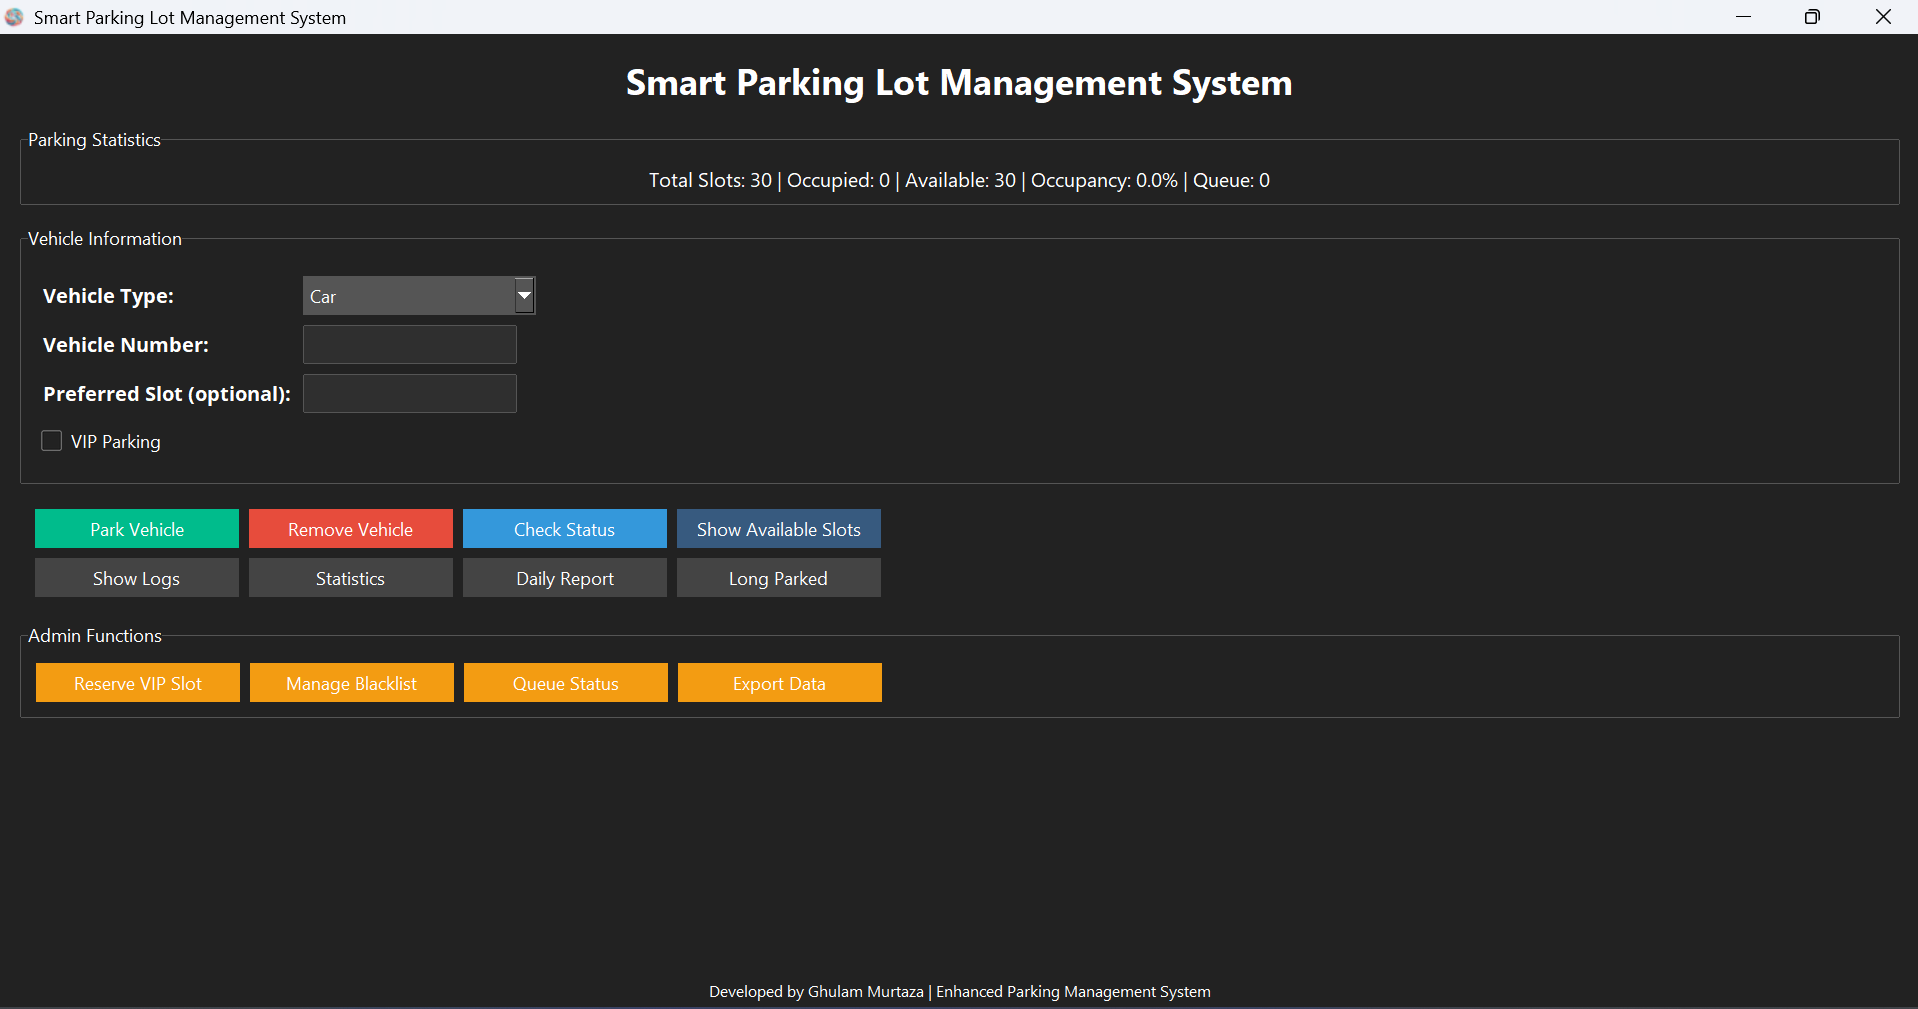 Smart Parking Lot Management System
Smart Parking Lot Management System
Parking Statistics
Total Slots: 30 | Occupied: 0 | Available: 30 | Occupancy: 0.0% | Queue: 0
Vehicle Information
Vehicle Type: Car
Vehicle Number:
Preferred Slot (optional):
VIP Parking
Park Vehicle Remove Vehicle Check Status Show Available Slots
Show Logs Statistics Daily Report Long Parked
Admin Functions
Reserve VIP Slot Manage Blacklist Queue Status Export Data
Developed by Ghulam Murtaza | Enhanced Parking Management System